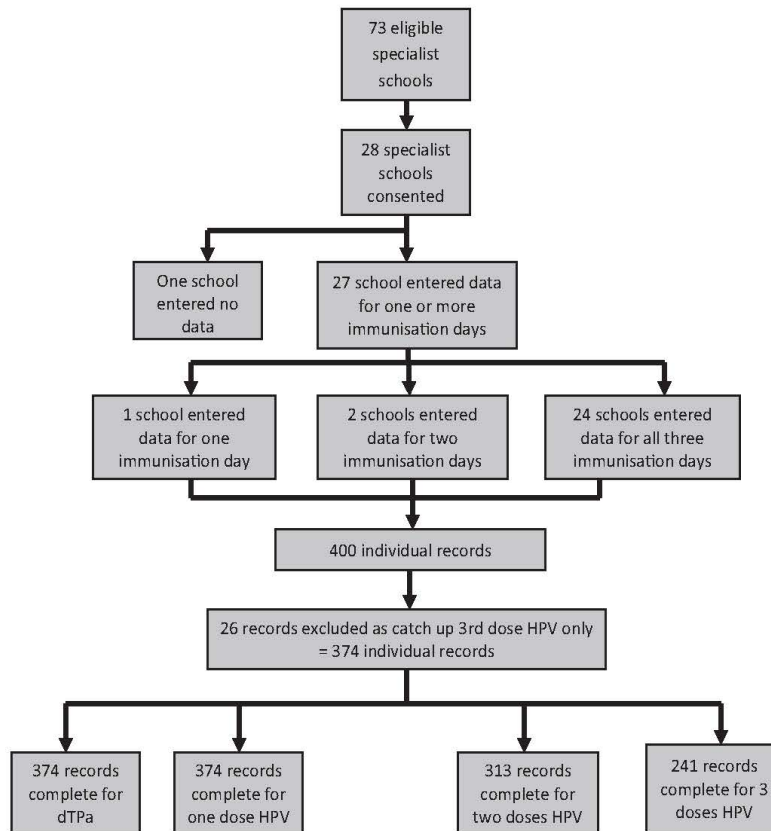 73 eligible
specialist
schools
28 specialist
schools
consented
One school
entered no
data
27 school entered data
for one or more
immunisation days
1 school entered
data for one
immunisation day
2 schools entered
data for two
immunisation days
24 schools entered
data for all three
immunisation days
400 individual records
26 records excluded as catch up 3rd dose HPV only
= 374 individual records
374 records
complete for
dTPa
374 records
complete for
one dose HPV
313 records
complete for
two doses HPV
241 records
complete for 3
doses HPV